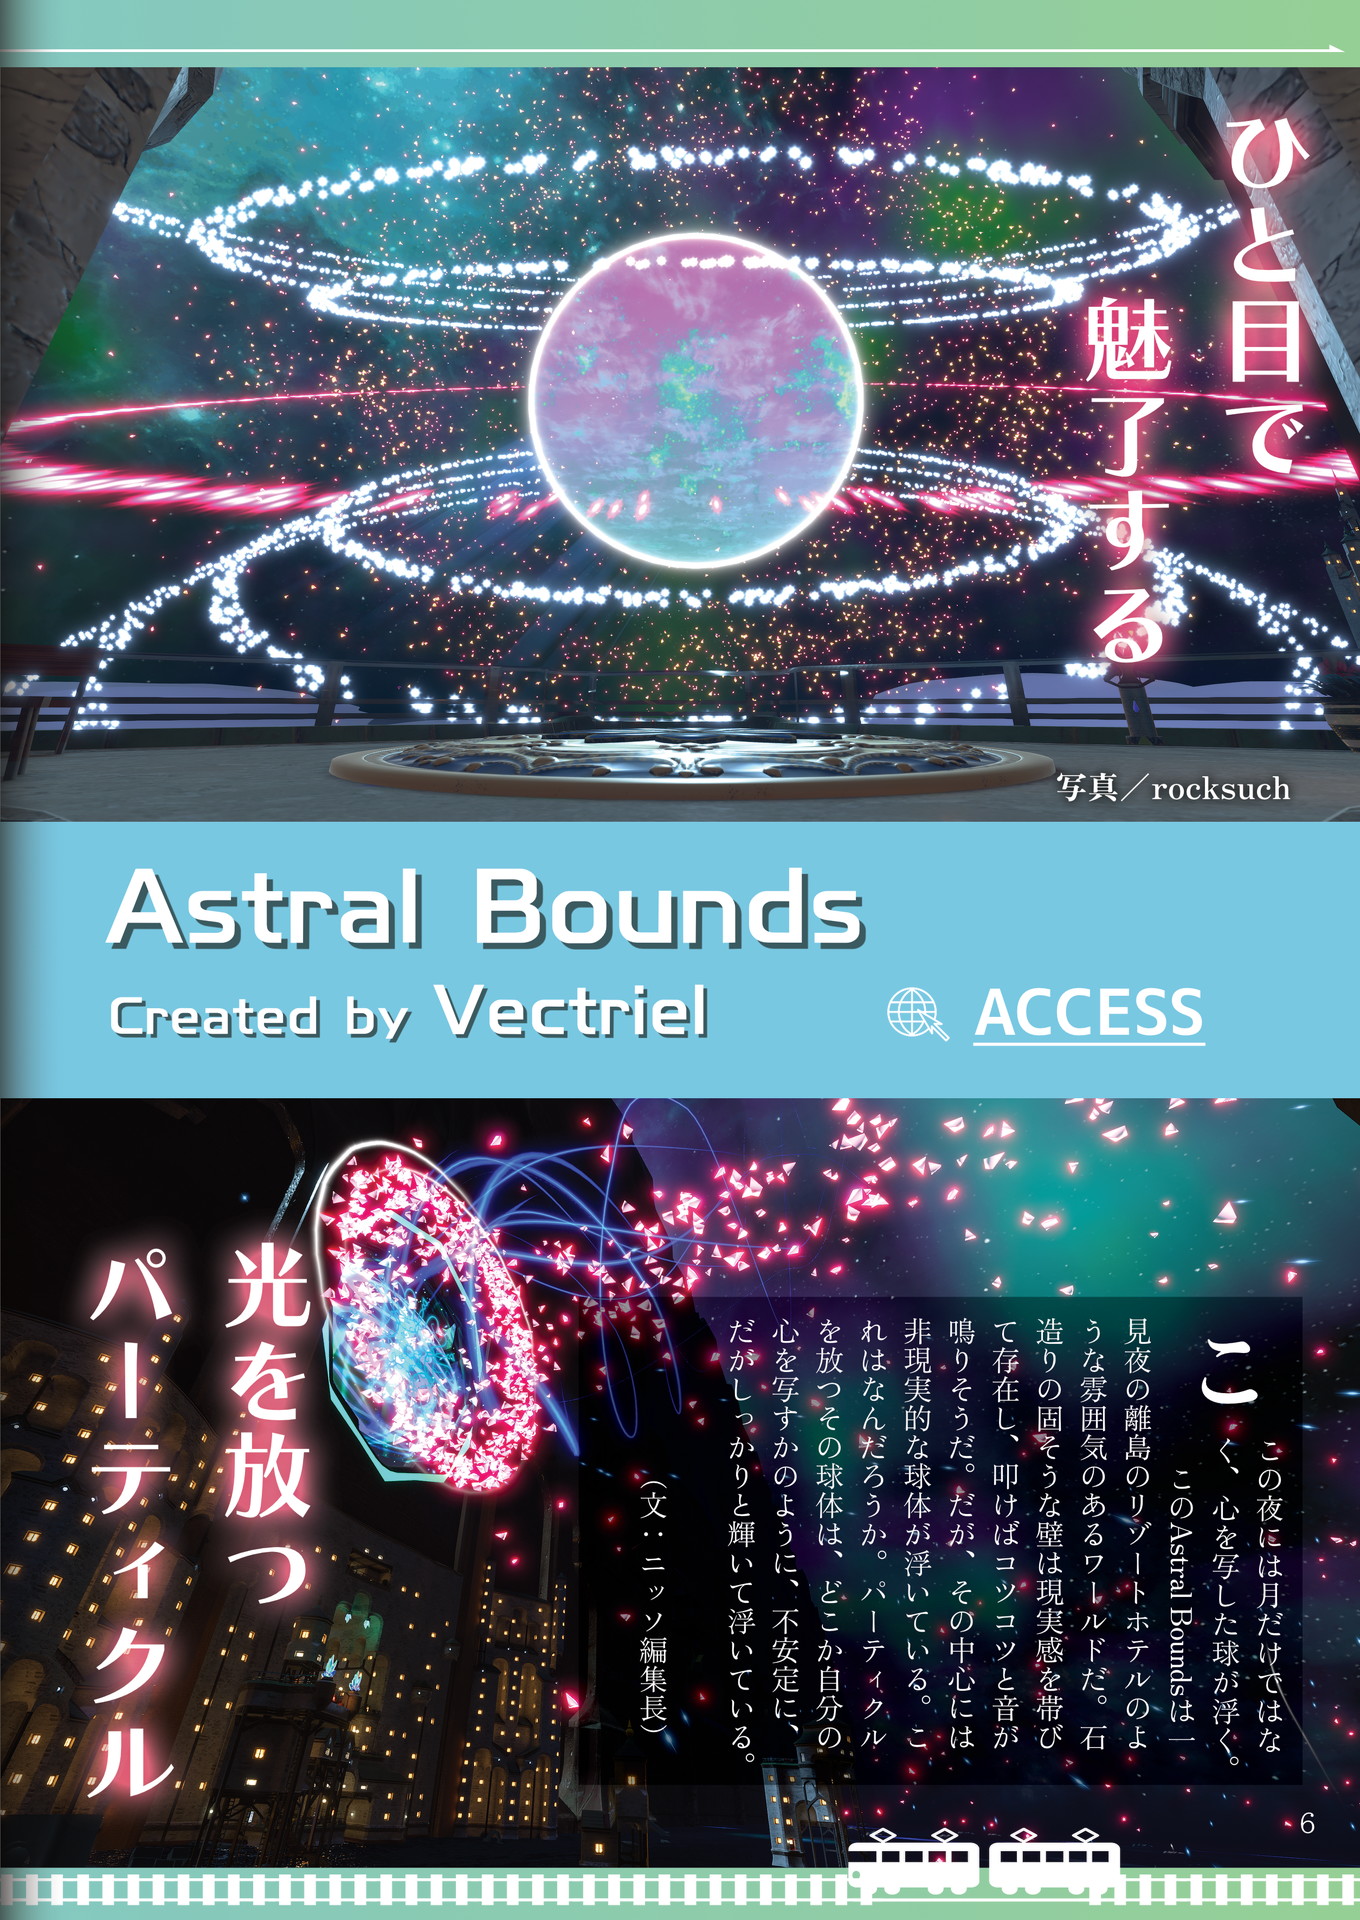 ひと目で
魅了する
写真／rocksuch
Astral Bounds
Created by Vectriel
ACCESS
光を放つ
パーティクル
こ
この夜には月だけではな
く、心を写した球が浮く。
このAstral Boundsは一
見夜の離島のリゾートホテルのよ
うな雰囲気のあるワールドだ。石
造りの固そうな壁は現実感を帯び
て存在し、叩けばコツコツと音が
鳴りそうだ。だが、その中心には
非現実的な球体が浮いている。こ
れはなんだろうか。パーティクル
を放つその球体は、どこか自分の
心を写すかのように、不安定に、
だがしっかりと輝いて浮いている。
（文：ニッソ編集長）
6